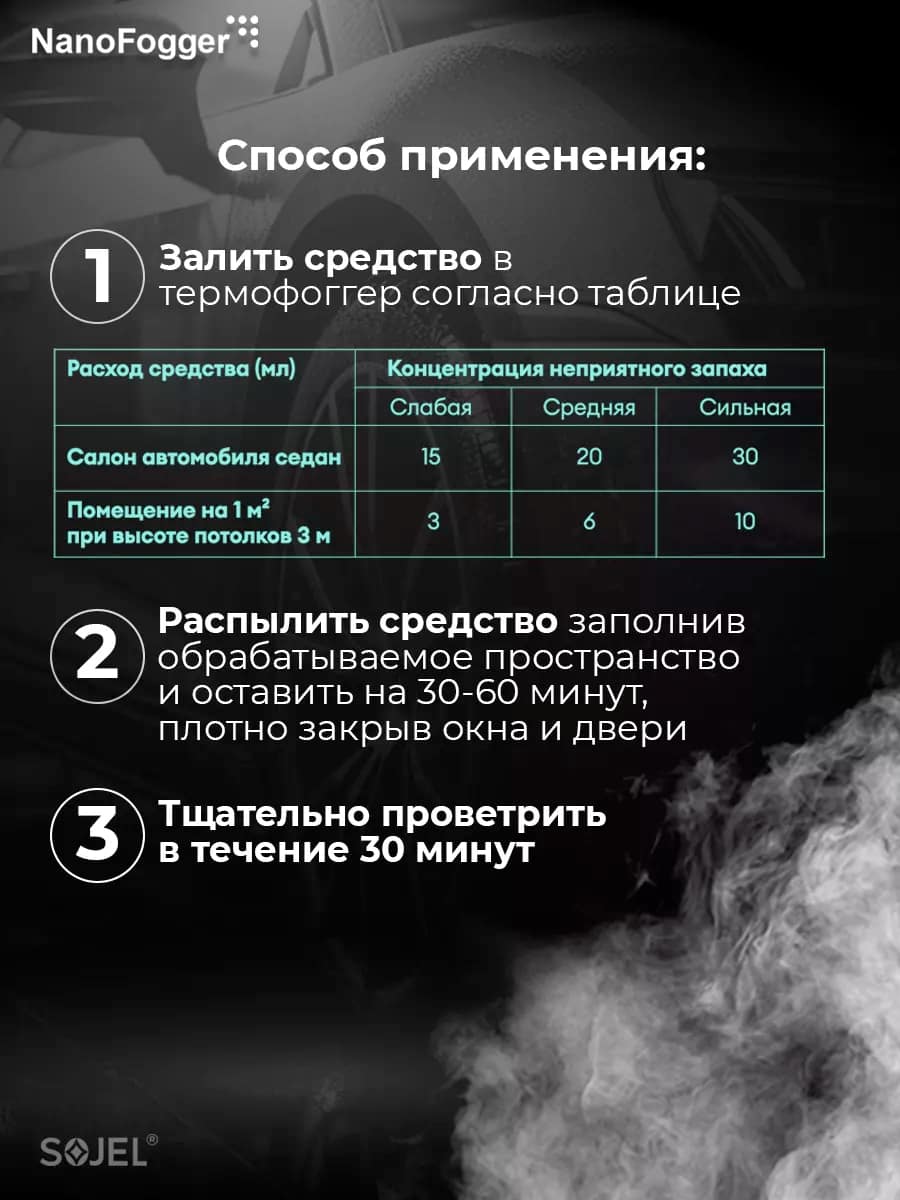 NanoFogger
Способ применения:
1
Залить средство в
термофоггер согласно таблице
Расход средства (мл)
Концентрация неприятного запаха
Слабая
Средняя
Сильная
Салон автомобиля седан
15
20
30
Помещение на 1 м²
при высоте потолков 3 м
3
6
10
2
Распылить средство заполнив
обрабатываемое пространство
и оставить на 30-60 минут,
плотно закрыв окна и двери
3
Тщательно проветрить
в течение 30 минут
SOJEL®